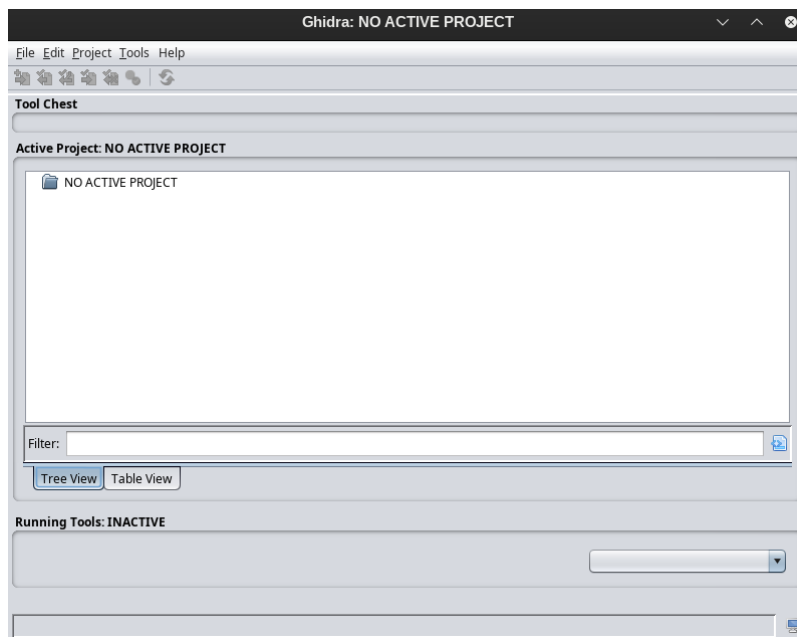 Ghidra: NO ACTIVE PROJECT
File Edit Project Tools Help
Tool Chest
Active Project: NO ACTIVE PROJECT
NO ACTIVE PROJECT
Filter:
Tree View Table View
Running Tools: INACTIVE